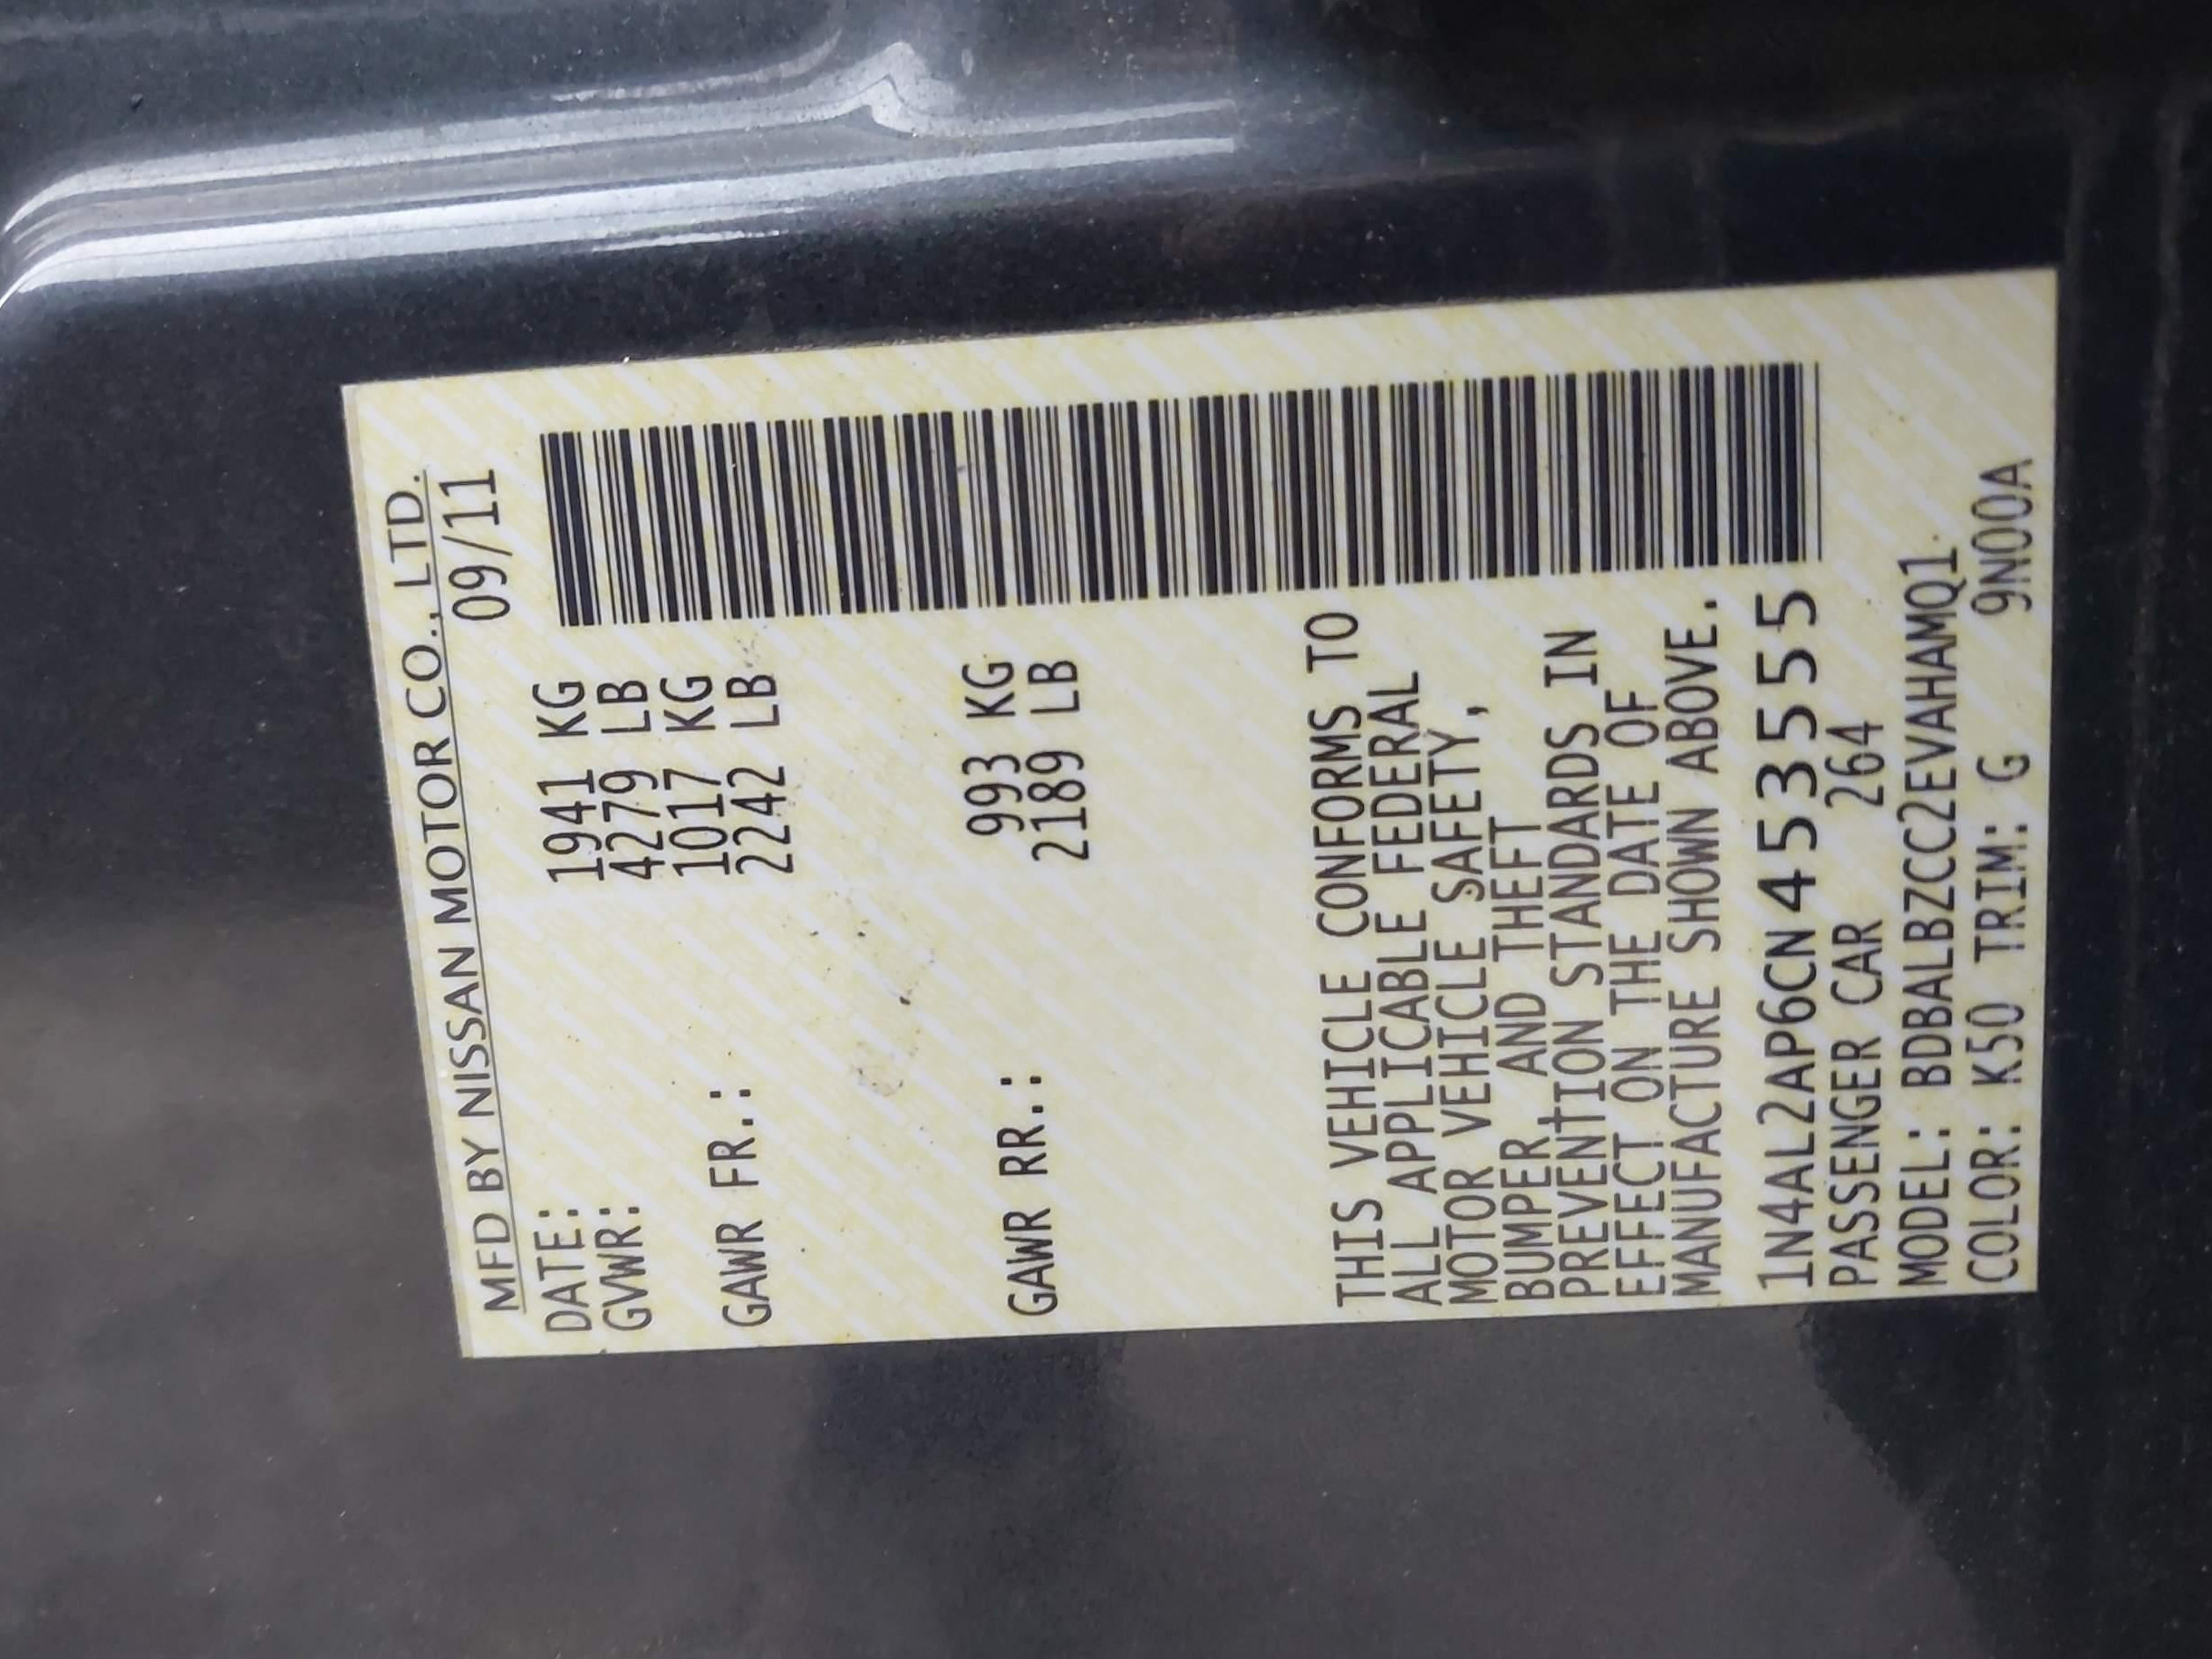 MFD BY NISSAN MOTOR CO., LTD.
DATE: 09/11
GVWR: 1941 KG
4279 LB
GAWR FR.: 1017 KG
2242 LB
GAWR RR.: 993 KG
2189 LB
THIS VEHICLE CONFORMS TO
ALL APPLICABLE FEDERAL
MOTOR VEHICLE SAFETY,
BUMPER AND THEFT
PREVENTION STANDARDS IN
EFFECT ON THE DATE OF
MANUFACTURE SHOWN ABOVE.
1N4AL2AP6CN453555
PASSENGER CAR 264
MODEL: BDBALBZCC2EVAHAMQ1
COLOR: K50 TRIM: G 9N00A